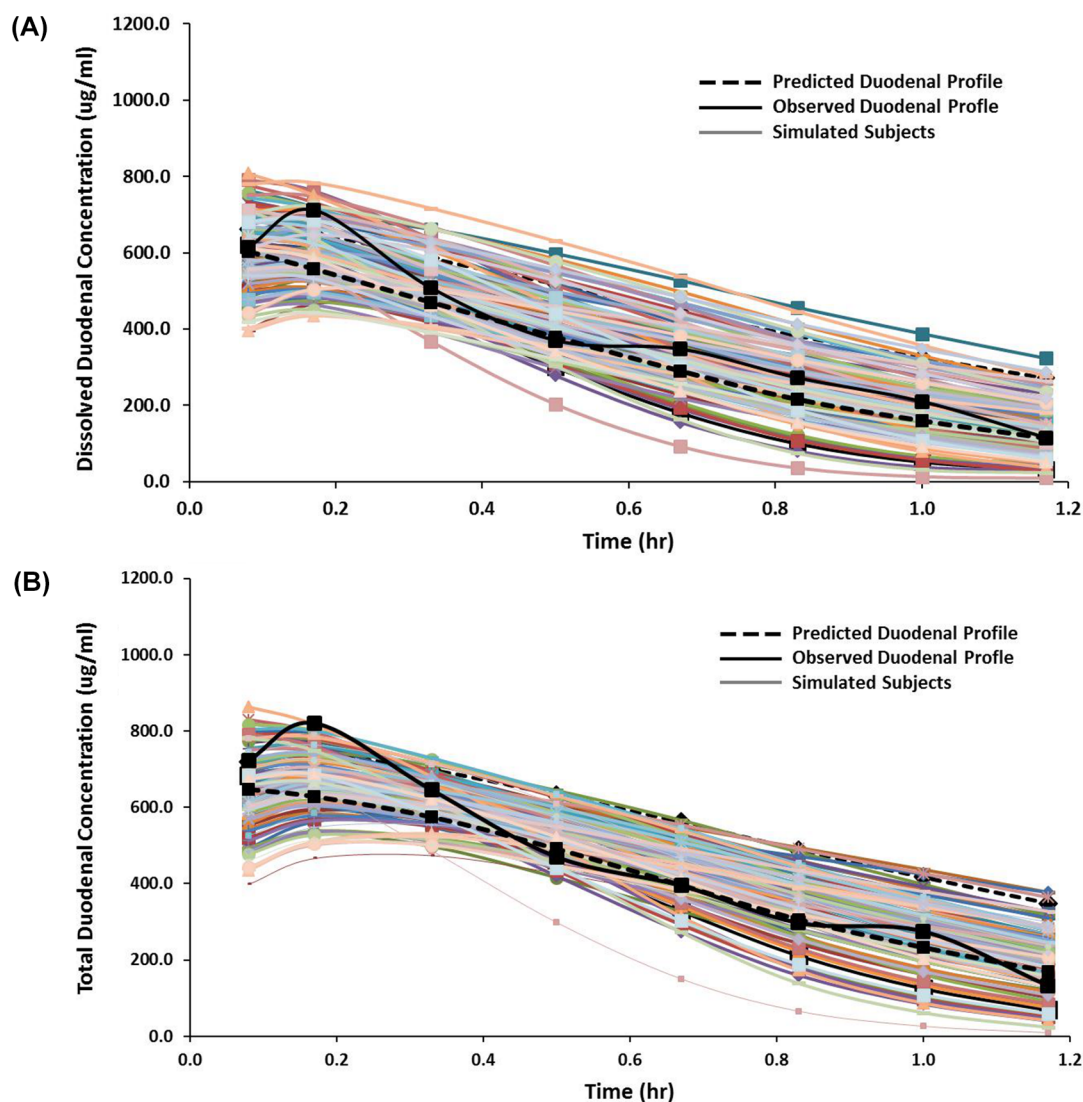 (A)
Dissolved Duodenal Concentration (ug/ml)
1200.0
1000.0
800.0
600.0
400.0
200.0
0.0
Predicted Duodenal Profile
Observed Duodenal Profle
Simulated Subjects
0.0 0.2 0.4 0.6 0.8 1.0 1.2
Time (hr)
(B)
Total Duodenal Concentration (ug/ml)
1200.0
1000.0
800.0
600.0
400.0
200.0
0.0
Predicted Duodenal Profile
Observed Duodenal Profle
Simulated Subjects
0.0 0.2 0.4 0.6 0.8 1.0 1.2
Time (hr)